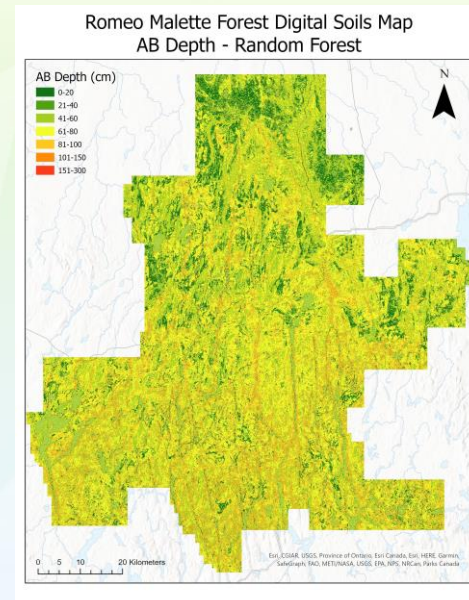 Romeo Malette Forest Digital Soils Map
AB Depth - Random Forest
AB Depth (cm)
0-20
21-40
41-60
61-80
81-100
101-150
151-300
N
0 5 10 20 Kilometers
Esri, CGIAR, USGS, Province of Ontario, Esri Canada, Esri, HERE, Garmin,
SafeGraph, FAO, METI/NASA, USGS, EPA, NPS, NRCan, Parks Canada